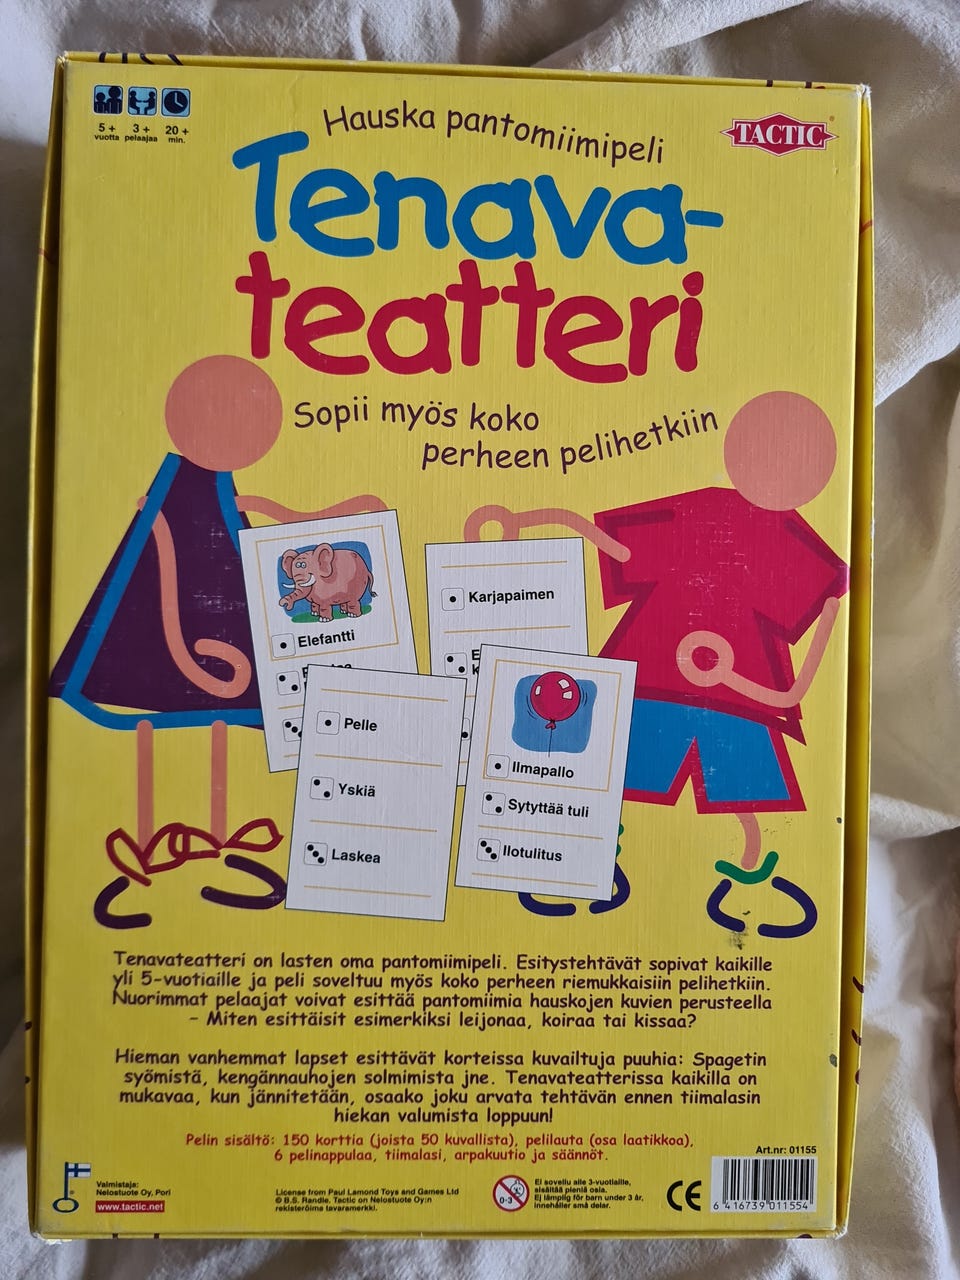 5 + vuotta
3 + pelaajaa
20 + min.
Hauska pantomiimipeli
TACTIC
Tenava-
teatteri
Sopii myös koko
perheen pelihetkiin
Elefantti
Karjapaimen
Pelle
Yskiä
Laskea
Ilmapallo
Sytyttää tuli
Ilotulitus
Tenavateatteri on lasten oma pantomiimipeli. Esitystehtävät sopivat kaikille
yli 5-vuotiaille ja peli soveltuu myös koko perheen riemukkaisiin pelihetkiin.
Nuorimmat pelaajat voivat esittää pantomiimia hauskojen kuvien perusteella
- Miten esittäisit esimerkiksi leijonaa, koiraa tai kissaa?
Hieman vanhemmat lapset esittävät korteissa kuvailtuja puuhia: Spagetin
syömistä, kengännauhojen solmimista jne. Tenavateatterissa kaikilla on
mukavaa, kun jännitetään, osaako joku arvata tehtävän ennen tiimalasin
hiekan valumista loppuun!
Pelin sisältö: 150 korttia (joista 50 kuvallista), pelilauta (osa laatikkoa),
6 pelinappulaa, tiimalasi, arpakuutio ja säännöt.
Art.nr: 01155
Valmistaja:
Nelostuote Oy, Pori
www.tactic.net
License from Paul Lamond Toys and Games Ltd
© B.S. Randle. Tactic on Nelostuote Oy:n
rekisteröima tavaramerkki.
0-3
Ei sovellu alle 3-vuotiaille,
sisältää pieniä osia.
Ej lämplig för barn under 3 år,
innehåller små delar.
CE
6 416739 011554